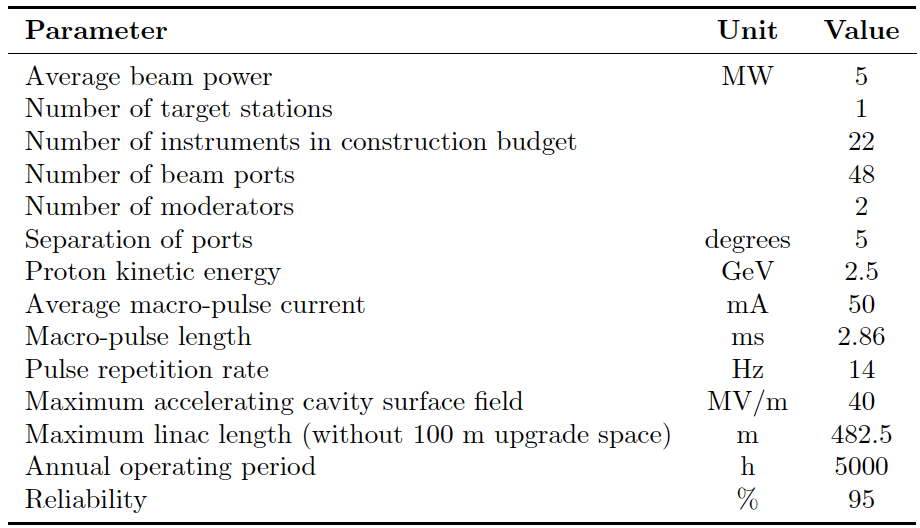 Parameter Unit Value
Average beam power MW 5
Number of target stations 1
Number of instruments in construction budget 22
Number of beam ports 48
Number of moderators 2
Separation of ports degrees 5
Proton kinetic energy GeV 2.5
Average macro-pulse current mA 50
Macro-pulse length ms 2.86
Pulse repetition rate Hz 14
Maximum accelerating cavity surface field MV/m 40
Maximum linac length (without 100 m upgrade space) m 482.5
Annual operating period h 5000
Reliability % 95